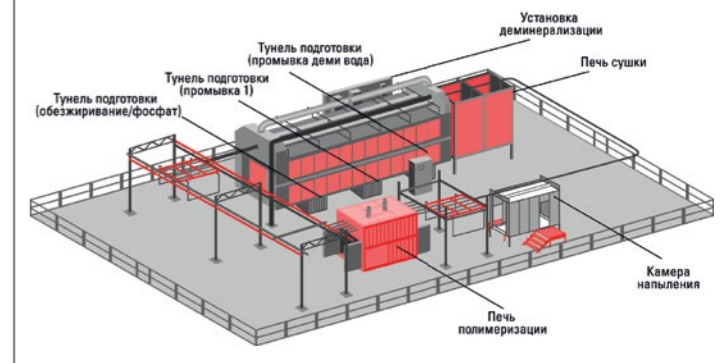 Установка
деминерализации
Тунель подготовки
(промывка деми вода)
Печь сушки
Тунель подготовки
(промывка 1)
Тунель подготовки
(обезжиривание/фосфат)
Камера
напыления
Печь
полимеризации